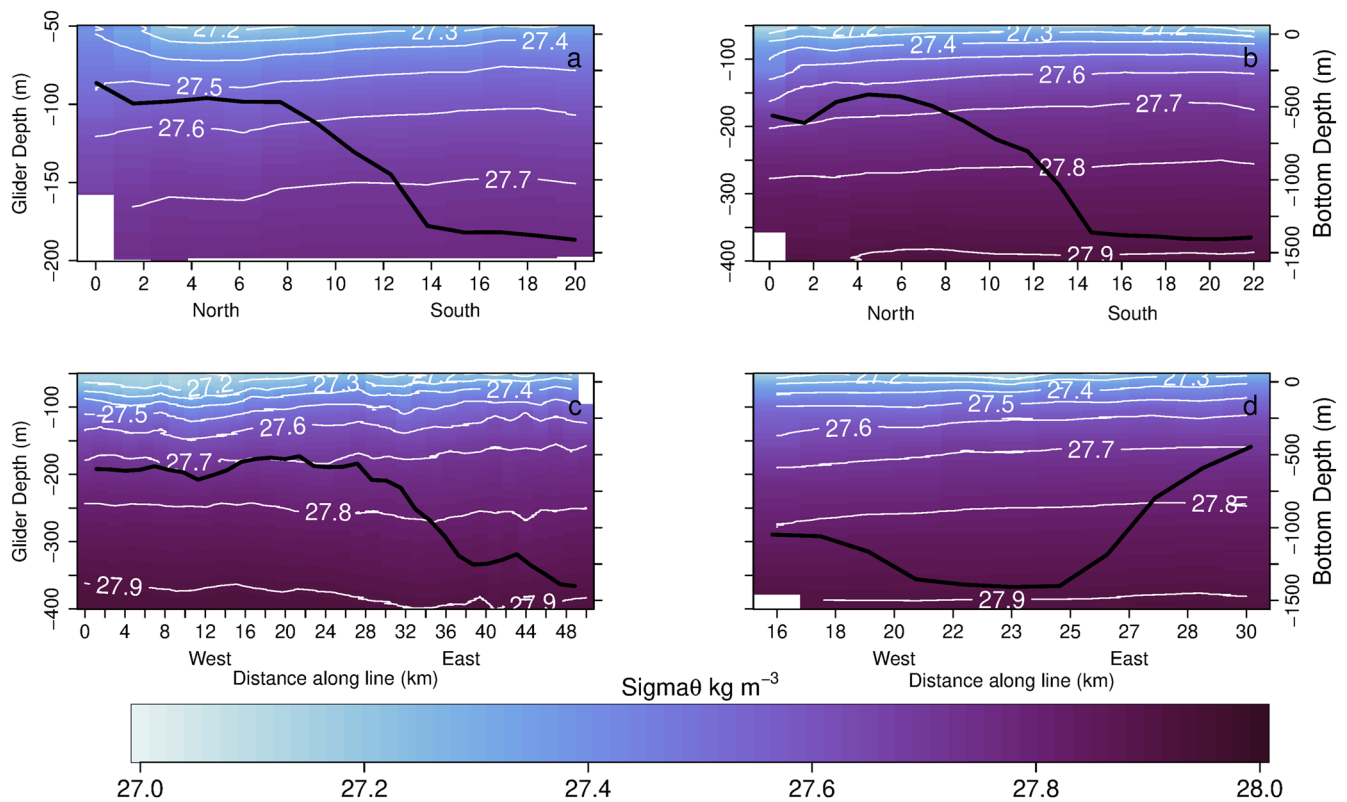 27.2 27.3 27.4 a
27.5
27.6
27.7
−50
−100
−150
−200
Glider Depth (m)
0 2 4 6 8 10 12 14 16 18 20
North South
27.2 27.3 27.2
27.4 b
27.6
27.7
27.8
27.9
−100
−200
−300
−400
0
−500
−1000
−1500
Bottom Depth (m)
0 2 4 6 8 10 12 14 16 18 20 22
North South
27.2 27.3 27.2 27.4
27.5 c
27.6
27.7
27.8
27.9 27.9
−100
−200
−300
−400
Glider Depth (m)
0 4 8 12 16 20 24 28 32 36 40 44 48
West East
Distance along line (km)
27.2 27.4 27.3
27.5 d
27.6
27.7
27.8
27.9
0
−500
−1000
−1500
Bottom Depth (m)
16 18 20 22 23 25 27 28 30
West East
Distance along line (km)
Sigmaθ kg m⁻³
27.0 27.2 27.4 27.6 27.8 28.0